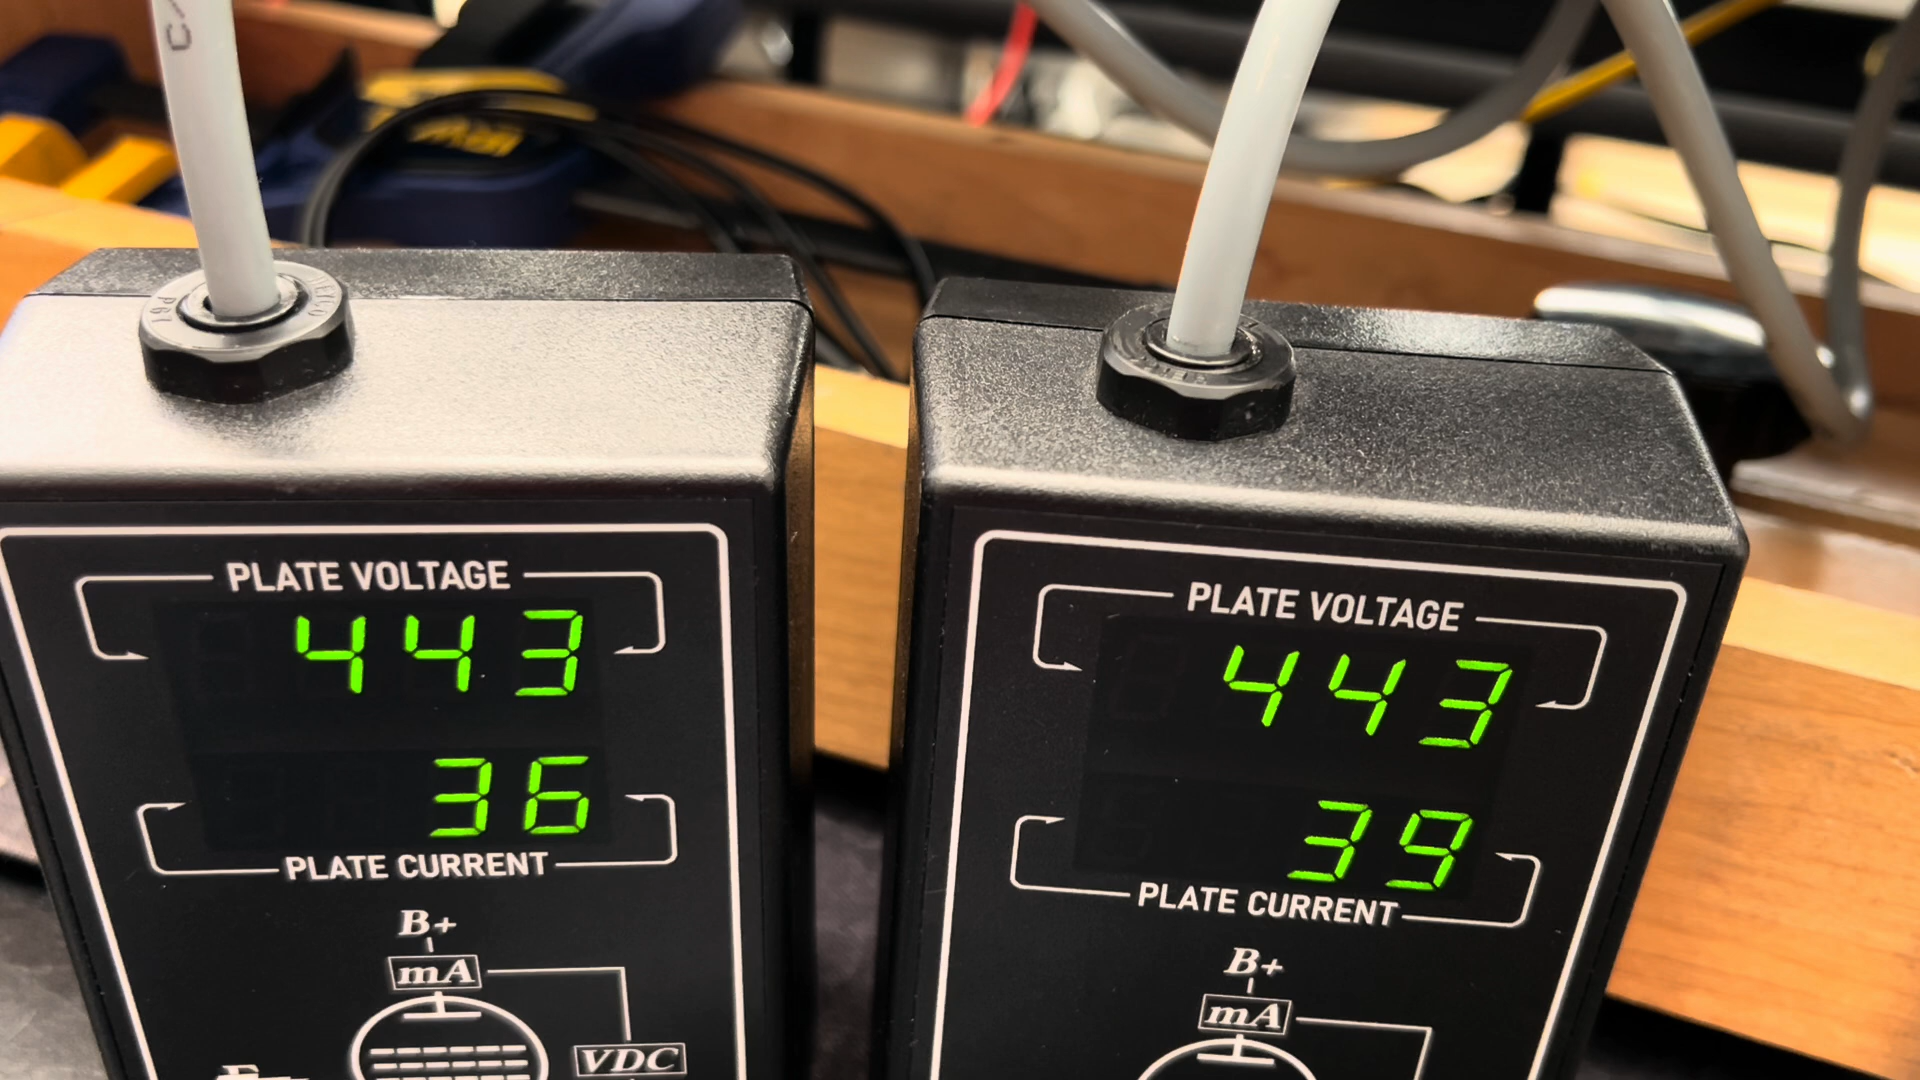 PLATE VOLTAGE
443
36
PLATE CURRENT
B+
mA
VDC
PLATE VOLTAGE
443
39
PLATE CURRENT
B+
mA